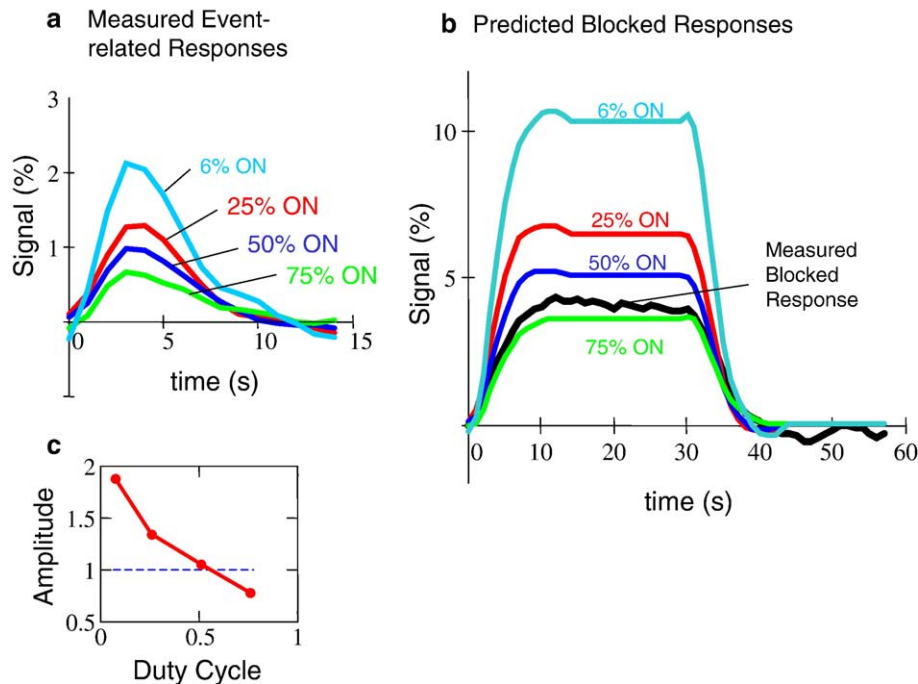 a Measured Event-
related Responses
Signal (%)
3
2
1
6% ON
25% ON
50% ON
75% ON
0 5 10 15
time (s)
b Predicted Blocked Responses
Signal (%)
10
5
6% ON
25% ON
50% ON
Measured
Blocked
Response
75% ON
0 10 20 30 40 50 60
time (s)
c
Amplitude
2
1.5
1
0.5
0 0.5 1
Duty Cycle